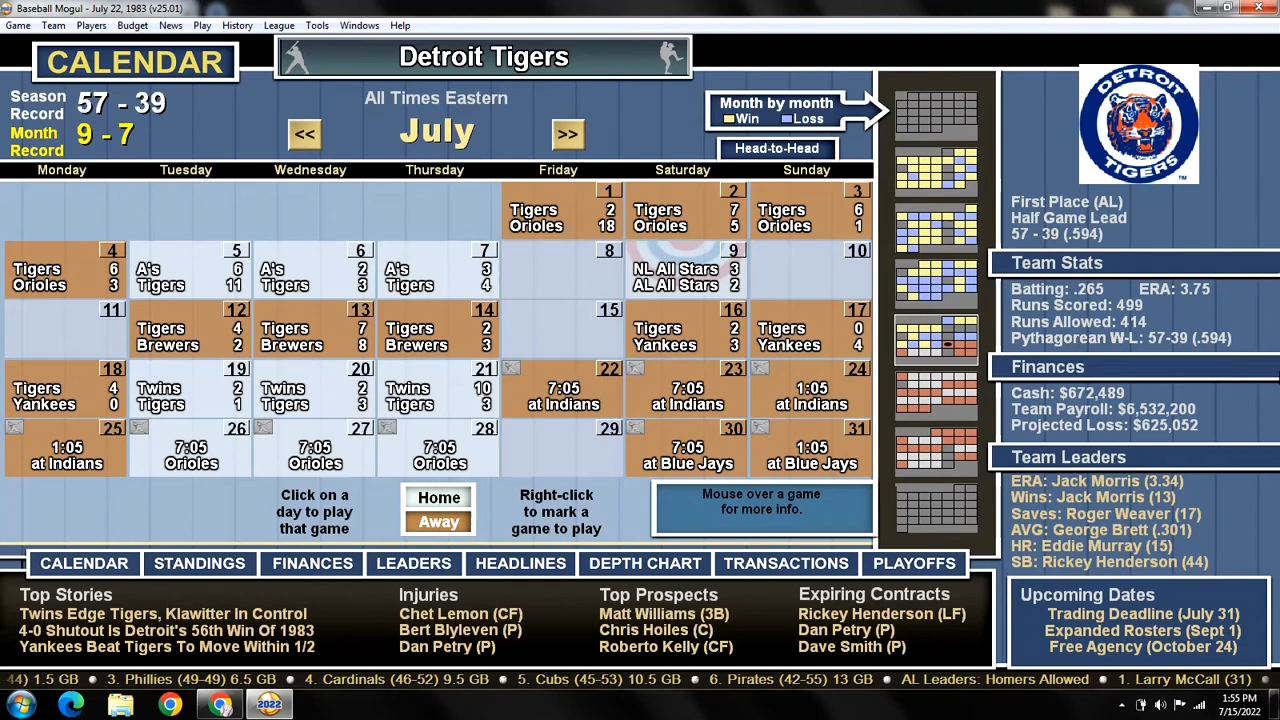 Baseball Mogul - July 22, 1983 (v25.01)
Game Team Players Budget News Play History League Tools Windows Help
CALENDAR
Detroit Tigers
Season Record 57 - 39
Month Record 9 - 7
All Times Eastern
<< July >>
Month by month
Win Loss
Head-to-Head
Monday Tuesday Wednesday Thursday Friday Saturday Sunday
1 2 3
Tigers 2 Tigers 7 Tigers 6
Orioles 18 Orioles 5 Orioles 1
4 5 6 7 8 9 10
Tigers 6 A's 6 A's 2 A's 3 NL All Stars 3
Orioles 3 Tigers 11 Tigers 3 Tigers 4 AL All Stars 2
11 12 13 14 15 16 17
Tigers 4 Tigers 7 Tigers 2 Tigers 2 Tigers 0
Brewers 2 Brewers 8 Brewers 3 Yankees 3 Yankees 4
18 19 20 21 22 23 24
Tigers 4 Twins 2 Twins 2 Twins 10 7:05 7:05 1:05
Yankees 0 Tigers 1 Tigers 3 Tigers 3 at Indians at Indians at Indians
25 26 27 28 29 30 31
1:05 7:05 7:05 7:05 7:05 1:05
at Indians Orioles Orioles Orioles at Blue Jays at Blue Jays
Click on a
day to play
that game
Home
Away
Right-click
to mark a
game to play
Mouse over a game
for more info.
DETROIT
TIGERS
TM
First Place (AL)
Half Game Lead
57 - 39 (.594)
Team Stats
Batting: .265 ERA: 3.75
Runs Scored: 499
Runs Allowed: 414
Pythagorean W-L: 57-39 (.594)
Finances
Cash: $672,489
Team Payroll: $6,532,200
Projected Loss: $625,052
Team Leaders
ERA: Jack Morris (3.34)
Wins: Jack Morris (13)
Saves: Roger Weaver (17)
AVG: George Brett (.301)
HR: Eddie Murray (15)
SB: Rickey Henderson (44)
CALENDAR STANDINGS FINANCES LEADERS HEADLINES DEPTH CHART TRANSACTIONS PLAYOFFS
Top Stories
Twins Edge Tigers, Klawitter In Control
4-0 Shutout Is Detroit's 56th Win Of 1983
Yankees Beat Tigers To Move Within 1/2
Injuries
Chet Lemon (CF)
Bert Blyleven (P)
Dan Petry (P)
Top Prospects
Matt Williams (3B)
Chris Hoiles (C)
Roberto Kelly (CF)
Expiring Contracts
Rickey Henderson (LF)
Dan Petry (P)
Dave Smith (P)
Upcoming Dates
Trading Deadline (July 31)
Expanded Rosters (Sept 1)
Free Agency (October 24)
44) 1.5 GB • 3. Phillies (49-49) 6.5 GB • 4. Cardinals (46-52) 9.5 GB • 5. Cubs (45-53) 10.5 GB • 6. Pirates (42-55) 13 GB • AL Leaders: Homers Allowed • 1. Larry McCall (31) •
2022
1:55 PM
7/15/2022